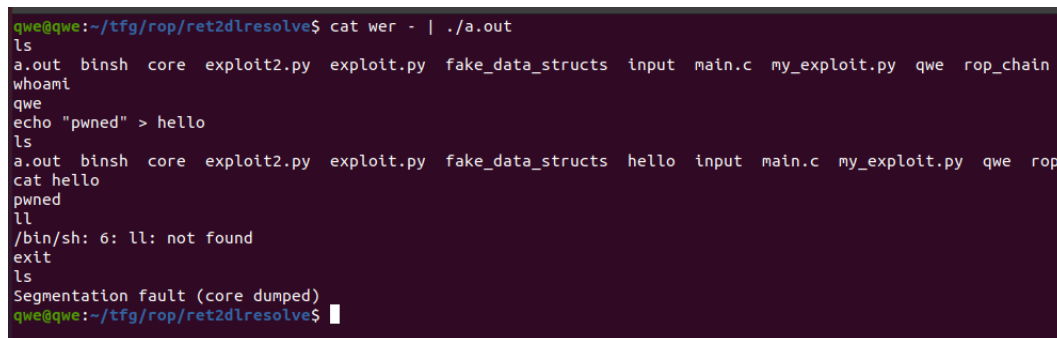 qwe@qwe:~/tfg/rop/ret2dlresolve$ cat wer - | ./a.out
ls
a.out  binsh  core  exploit2.py  exploit.py  fake_data_structs  input  main.c  my_exploit.py  qwe  rop_chain
whoami
qwe
echo "pwned" > hello
ls
a.out  binsh  core  exploit2.py  exploit.py  fake_data_structs  hello  input  main.c  my_exploit.py  qwe  rop
cat hello
pwned
ll
/bin/sh: 6: ll: not found
exit
ls
Segmentation fault (core dumped)
qwe@qwe:~/tfg/rop/ret2dlresolve$